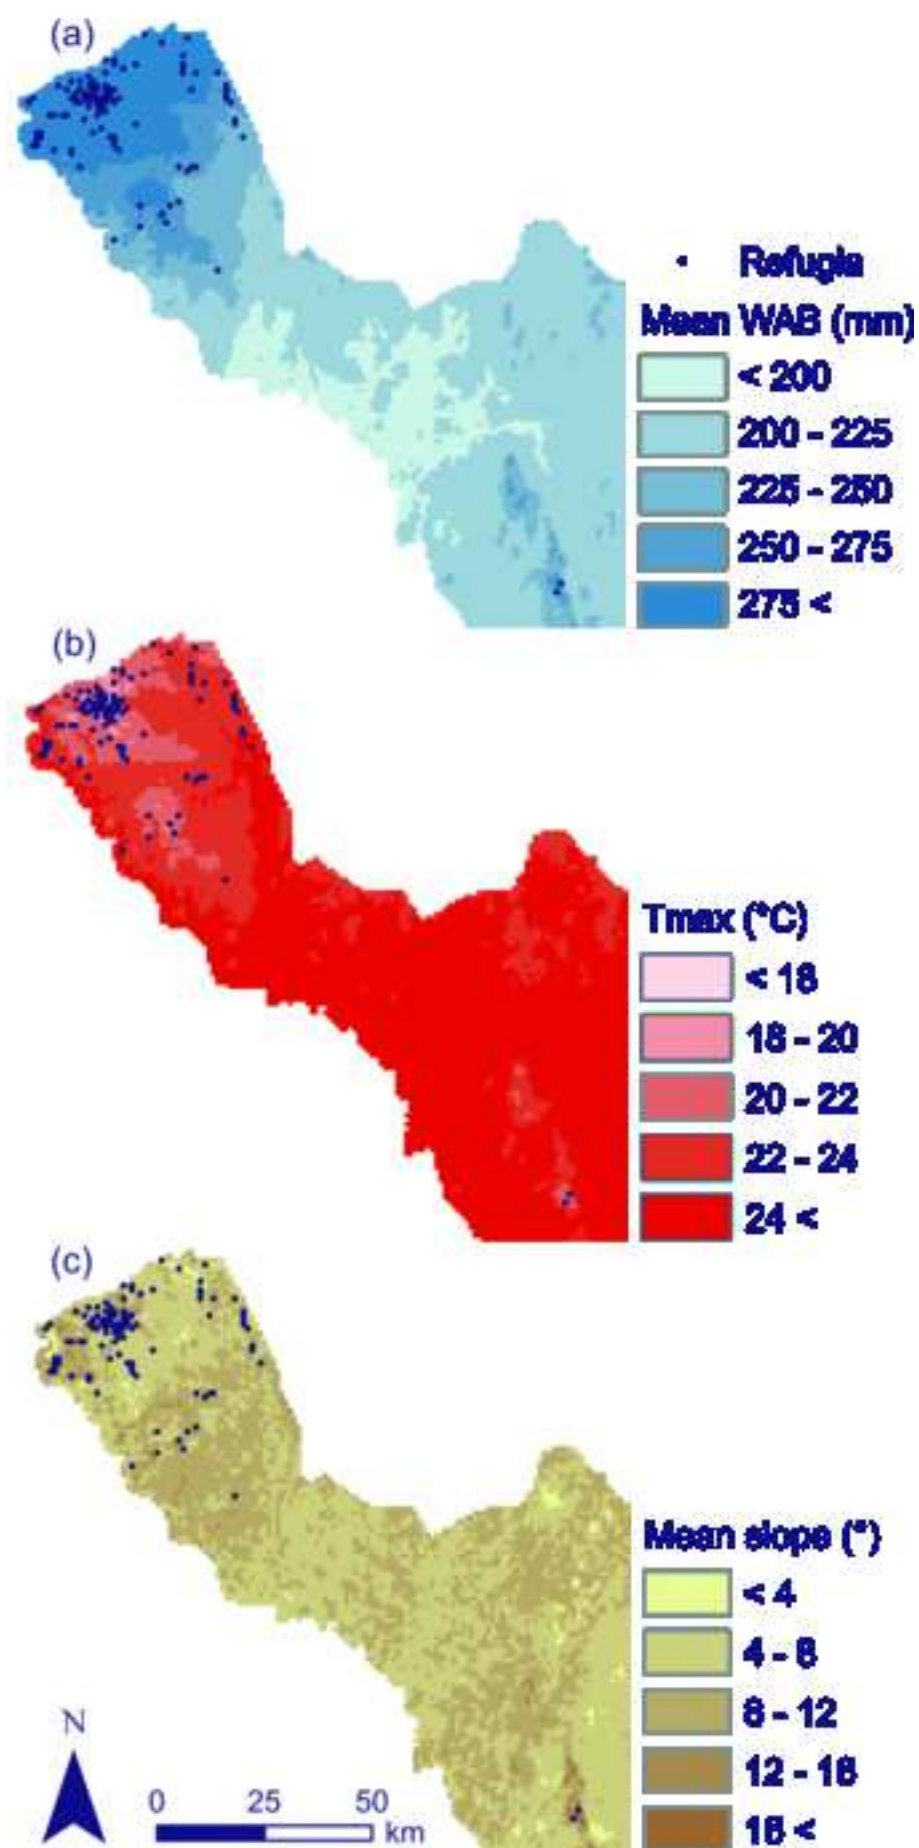 (a)
Refugia
Mean WAB (mm)
< 200
200 - 225
225 - 250
250 - 275
275 <
(b)
Tmax (°C)
< 18
18 - 20
20 - 22
22 - 24
24 <
(c)
Mean slope (°)
< 4
4 - 8
8 - 12
12 - 16
16 <
N
0 25 50
km